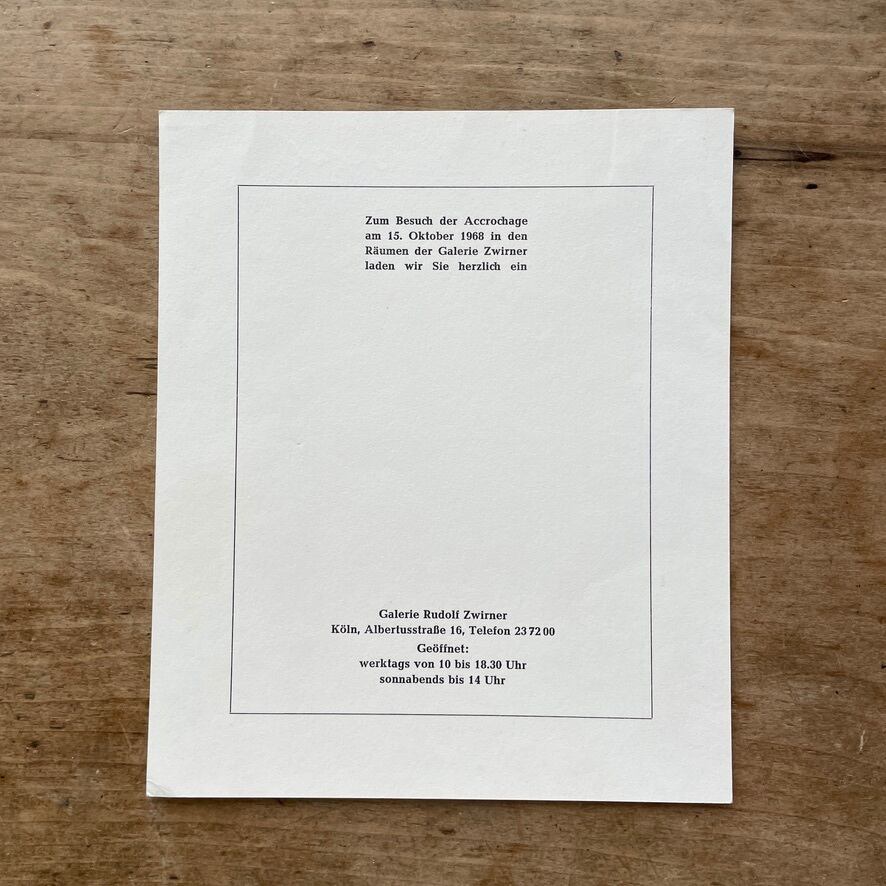 Zum Besuch der Accrochage
am 15. Oktober 1968 in den
Räumen der Galerie Zwirner
laden wir Sie herzlich ein
Galerie Rudolf Zwirner
Köln, Albertusstraße 16, Telefon 23 72 00
Geöffnet:
werktags von 10 bis 18.30 Uhr
sonnabends bis 14 Uhr